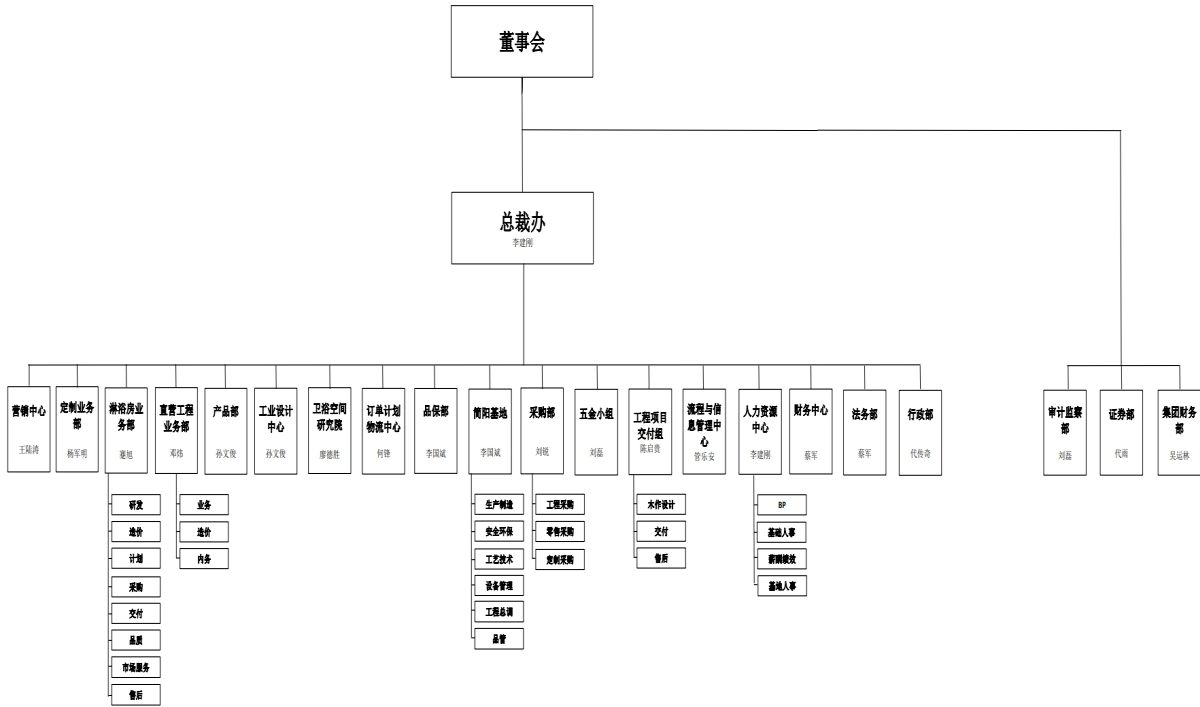 董事会
总裁办
李建刚
营销中心
王陆涛
定制业务
部
杨军明
淋浴房业
务部
蹇旭
直营工程
业务部
邓炜
产品部
孙文俊
工业设计
中心
孙文俊
卫浴空间
研究院
廖德胜
订单计划
物流中心
何锋
品保部
李国斌
简阳基地
李国斌
采购部
刘锐
五金小组
刘磊
工程项目
交付组
陈启贵
流程与信
息管理中
心
管乐安
人力资源
中心
李建刚
财务中心
蔡军
法务部
蔡军
行政部
代传奇
审计监察
部
刘磊
证券部
代雨
集团财务
部
吴运林
研发
造价
计划
采购
交付
品质
市场服务
售后
业务
造价
内务
生产制造
安全环保
工艺技术
设备管理
工程总调
品管
工程采购
零售采购
定制采购
木作设计
交付
售后
BP
基础人事
薪酬绩效
基地人事